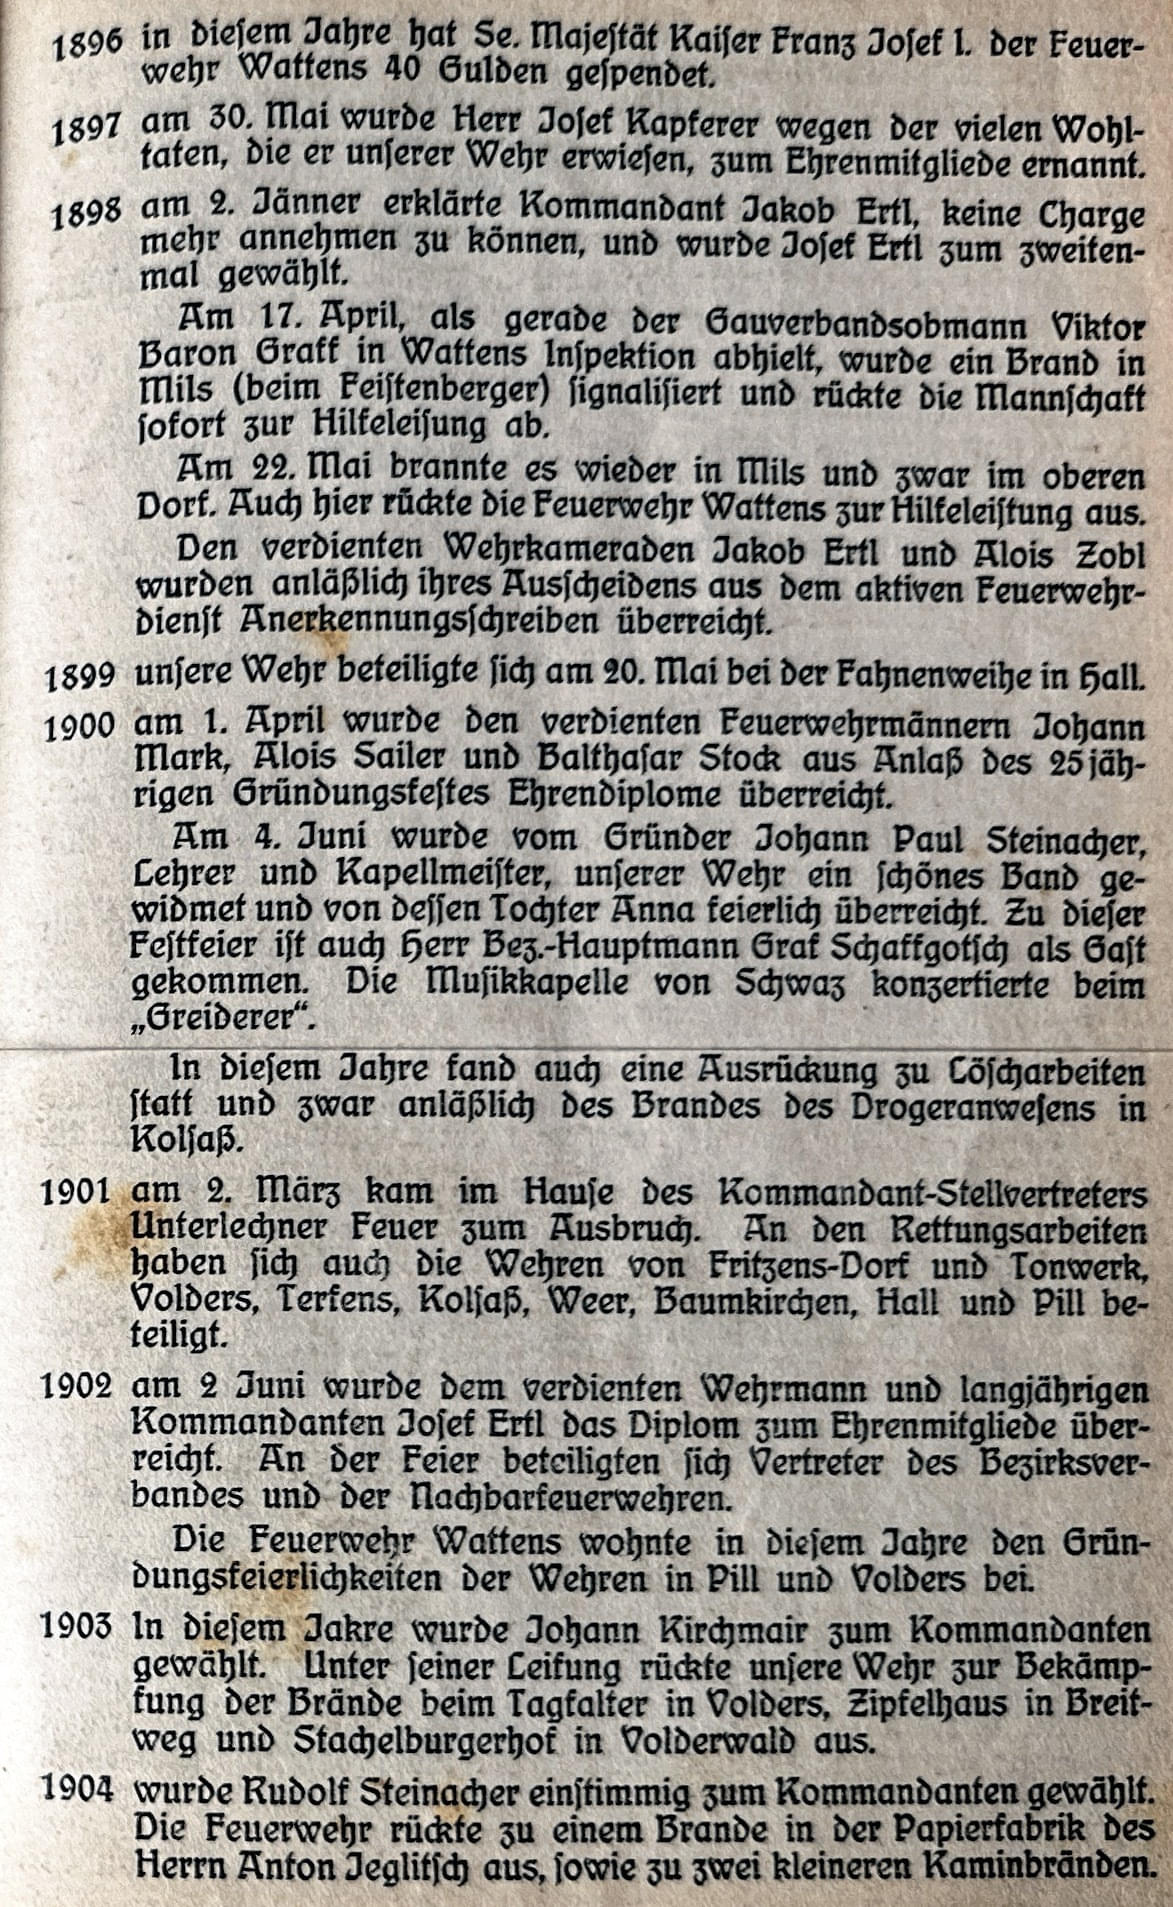 1896 in dieſem Jahre hat Se. Majeſtät Kaiſer Franz Joſef I. der Feuer-
wehr Wattens 40 Gulden geſpendet.
1897 am 30. Mai wurde Herr Joſef Kapferer wegen der vielen Wohl-
taten, die er unſerer Wehr erwieſen, zum Ehrenmitgliede ernannt.
1898 am 2. Jänner erklärte Kommandant Jakob Ertl, keine Charge
mehr annehmen zu können, und wurde Joſef Ertl zum zweiten-
mal gewählt.
Am 17. April, als gerade der Gauverbandsobmann Viktor
Baron Graff in Wattens Inſpektion abhielt, wurde ein Brand in
Mils (beim Feiſtenberger) ſignaliſiert und rückte die Mannſchaft
ſofort zur Hilfeleiſung ab.
Am 22. Mai brannte es wieder in Mils und zwar im oberen
Dorf. Auch hier rückte die Feuerwehr Wattens zur Hilfeleiſtung aus.
Den verdienten Wehrkameraden Jakob Ertl und Alois Zobl
wurden anläßlich ihres Ausſcheidens aus dem aktiven Feuerwehr-
dienſt Anerkennungsſchreiben überreicht.
1899 unſere Wehr beteiligte ſich am 20. Mai bei der Fahnenweihe in Hall.
1900 am 1. April wurde den verdienten Feuerwehrmännern Johann
Mark, Alois Sailer und Balthaſar Stock aus Anlaß des 25jäh-
rigen Gründungsfeſtes Ehrendiplome überreicht.
Am 4. Juni wurde vom Gründer Johann Paul Steinacher,
Lehrer und Kapellmeiſter, unſerer Wehr ein ſchönes Band ge-
widmet und von deſſen Tochter Anna feierlich überreicht. Zu dieſer
Feſtfeier iſt auch Herr Bez.-Hauptmann Graf Schaffgotſch als Gaſt
gekommen. Die Muſikkapelle von Schwaz konzertierte beim
„Greiderer“.
In dieſem Jahre fand auch eine Ausrückung zu Löſcharbeiten
ſtatt und zwar anläßlich des Brandes des Drogeranweſens in
Kolſaß.
1901 am 2. März kam im Hauſe des Kommandant-Stellvertreters
Unterlechner Feuer zum Ausbruch. An den Rettungsarbeiten
haben ſich auch die Wehren von Fritzens-Dorf und Tonwerk,
Volders, Terfens, Kolſaß, Weer, Baumkirchen, Hall und Pill be-
teiligt.
1902 am 2 Juni wurde dem verdienten Wehrmann und langjährigen
Kommandanten Joſef Ertl das Diplom zum Ehrenmitgliede über-
reicht. An der Feier beteiligten ſich Vertreter des Bezirksver-
bandes und der Nachbarfeuerwehren.
Die Feuerwehr Wattens wohnte in dieſem Jahre den Grün-
dungsfeierlichkeiten der Wehren in Pill und Volders bei.
1903 In dieſem Jakre wurde Johann Kirchmair zum Kommandanten
gewählt. Unter ſeiner Leitung rückte unſere Wehr zur Bekämp-
fung der Brände beim Tagfalter in Volders, Zipfelhaus in Breit-
weg und Stachelburgerhof in Volderwald aus.
1904 wurde Rudolf Steinacher einſtimmig zum Kommandanten gewählt.
Die Feuerwehr rückte zu einem Brande in der Papierfabrik des
Herrn Anton Jeglitſch aus, ſowie zu zwei kleineren Kaminbränden.